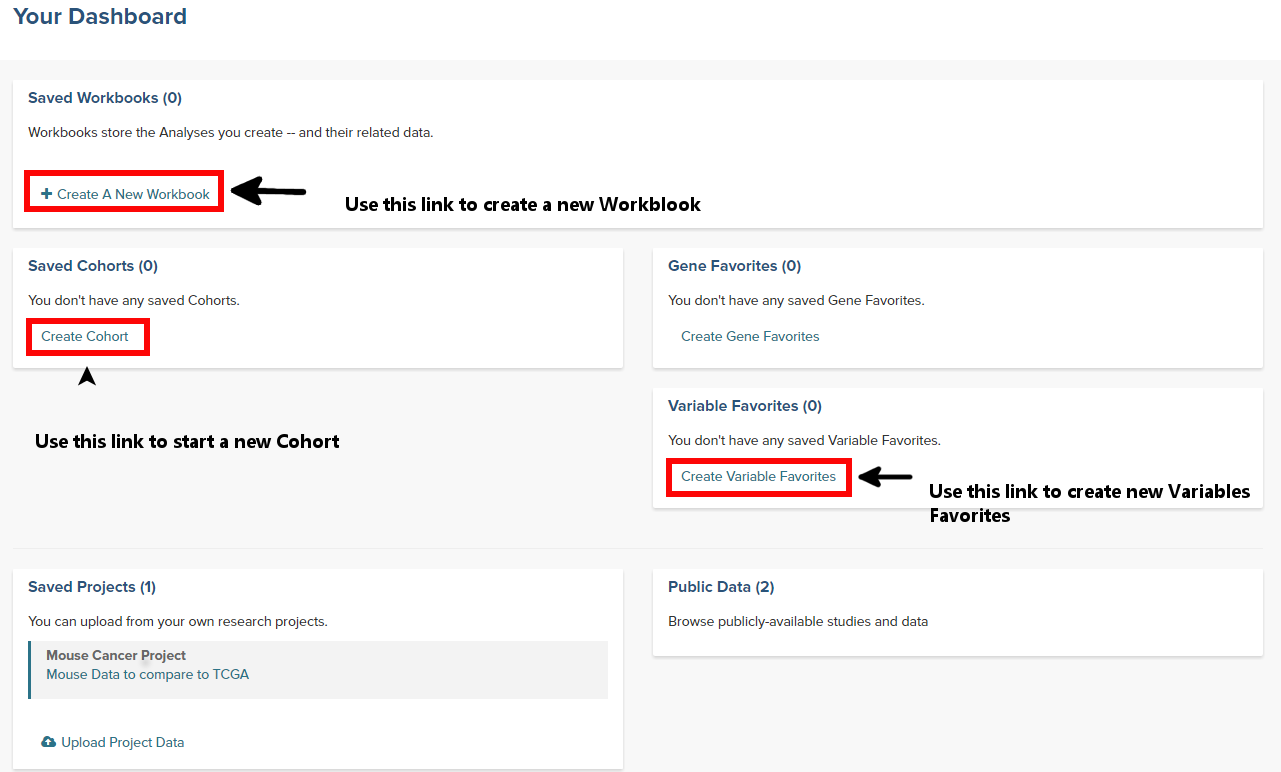 Your Dashboard
Saved Workbooks (0)
Workbooks store the Analyses you create -- and their related data.
Create A New Workbook
Use this link to create a new Workblook
Saved Cohorts (0)
You don't have any saved Cohorts.
Create Cohort
Use this link to start a new Cohort
Gene Favorites (0)
You don't have any saved Gene Favorites.
Create Gene Favorites
Variable Favorites (0)
You don't have any saved Variable Favorites.
Create Variable Favorites
Use this link to create new Variables
Favorites
Saved Projects (1)
You can upload from your own research projects.
Mouse Cancer Project
Mouse Data to compare to TCGA
Upload Project Data
Public Data (2)
Browse publicly-available studies and data